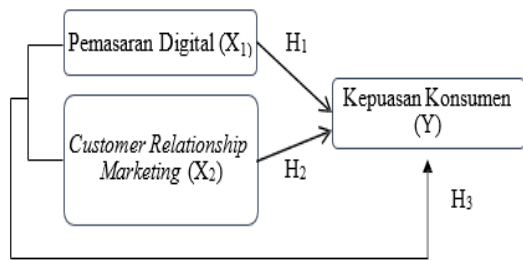 Pemasaran Digital (X1)
H1
Kepuasan Konsumen
(Y)
Customer Relationship
Marketing (X2)
H2
H3